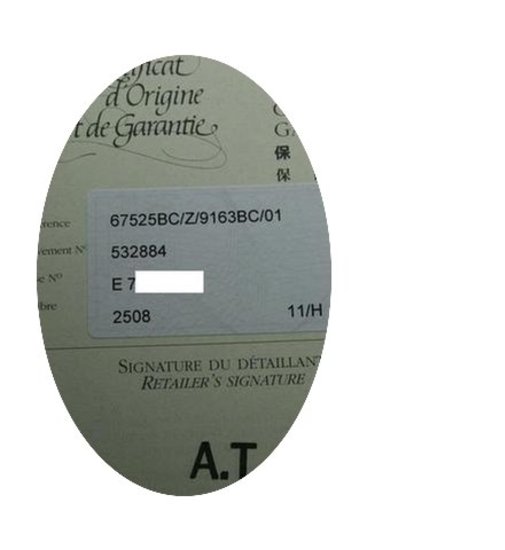 d'Origine
t de Garantie
保
保
67525BC/Z/9163BC/01
532884
E 7
2508 11/H
SIGNATURE DU DÉTAILLANT
RETAILER'S SIGNATURE
A.T